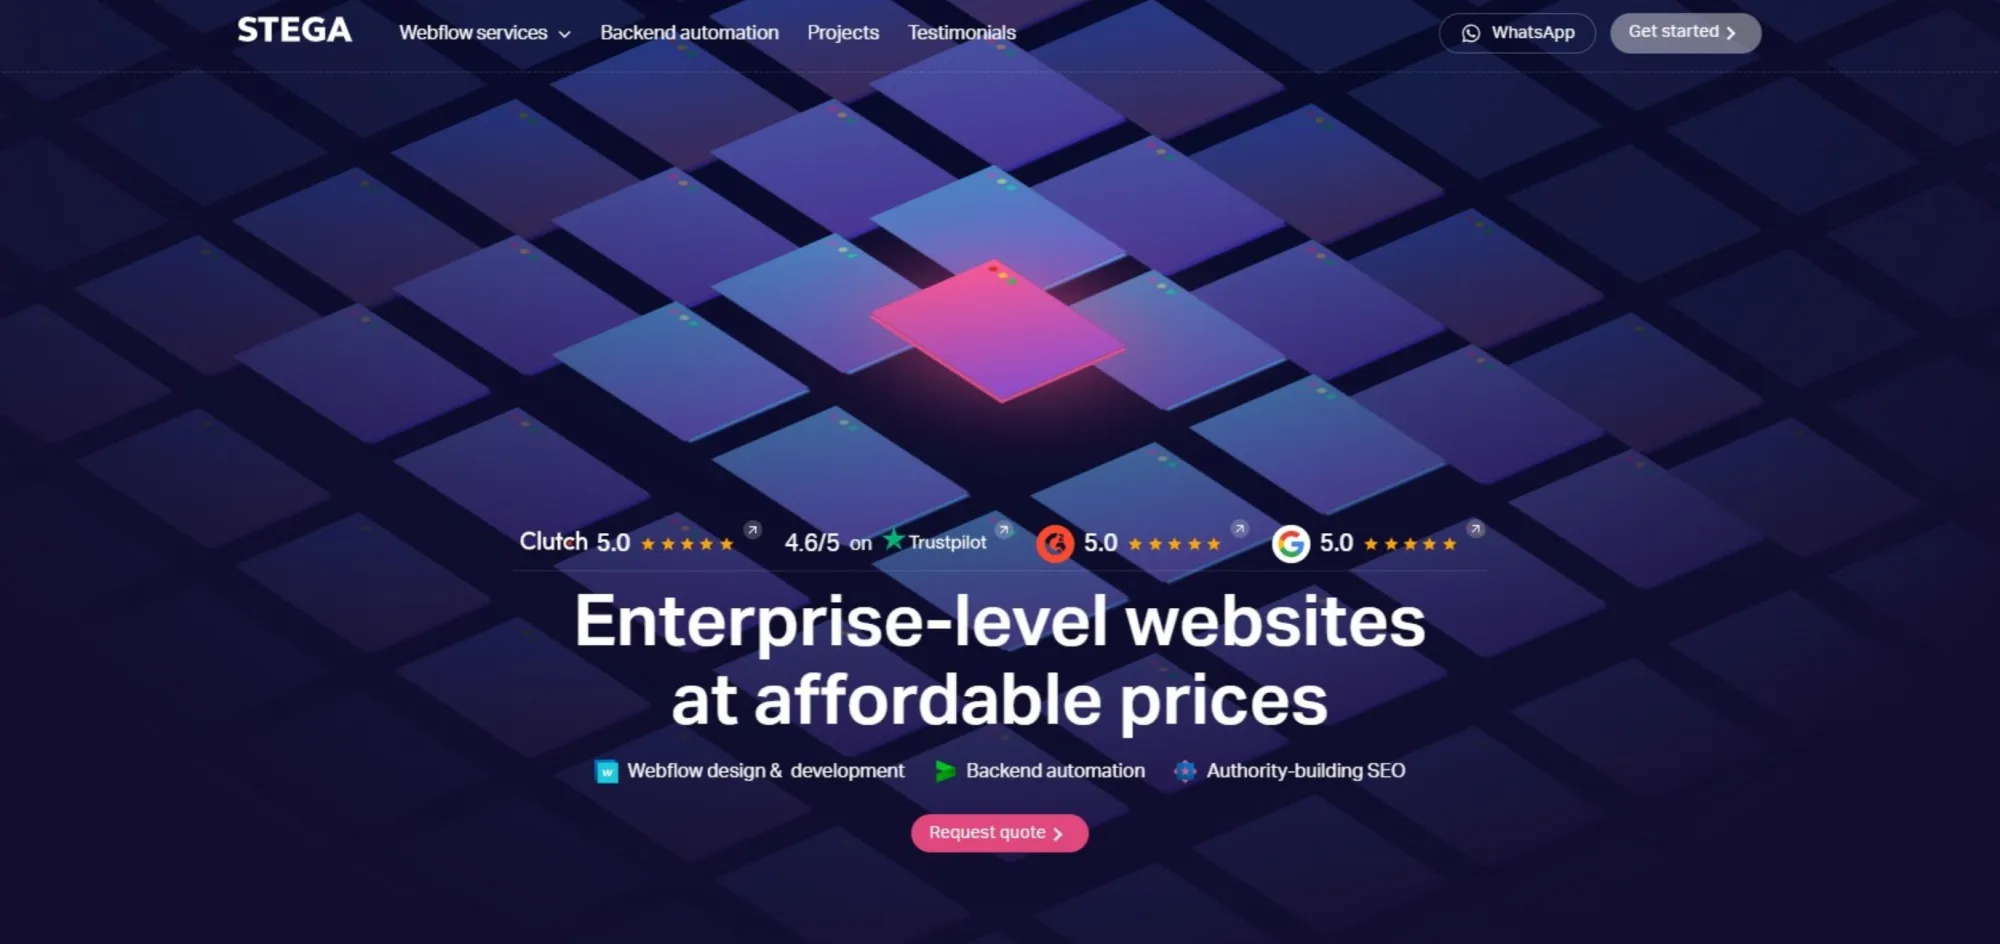 STEGA
Webflow services
Backend automation
Projects
Testimonials
WhatsApp
Get started
Clutch 5.0
4.6/5 on Trustpilot
G2 5.0
G 5.0
Enterprise-level websites
at affordable prices
w Webflow design & development
Backend automation
Authority-building SEO
Request quote